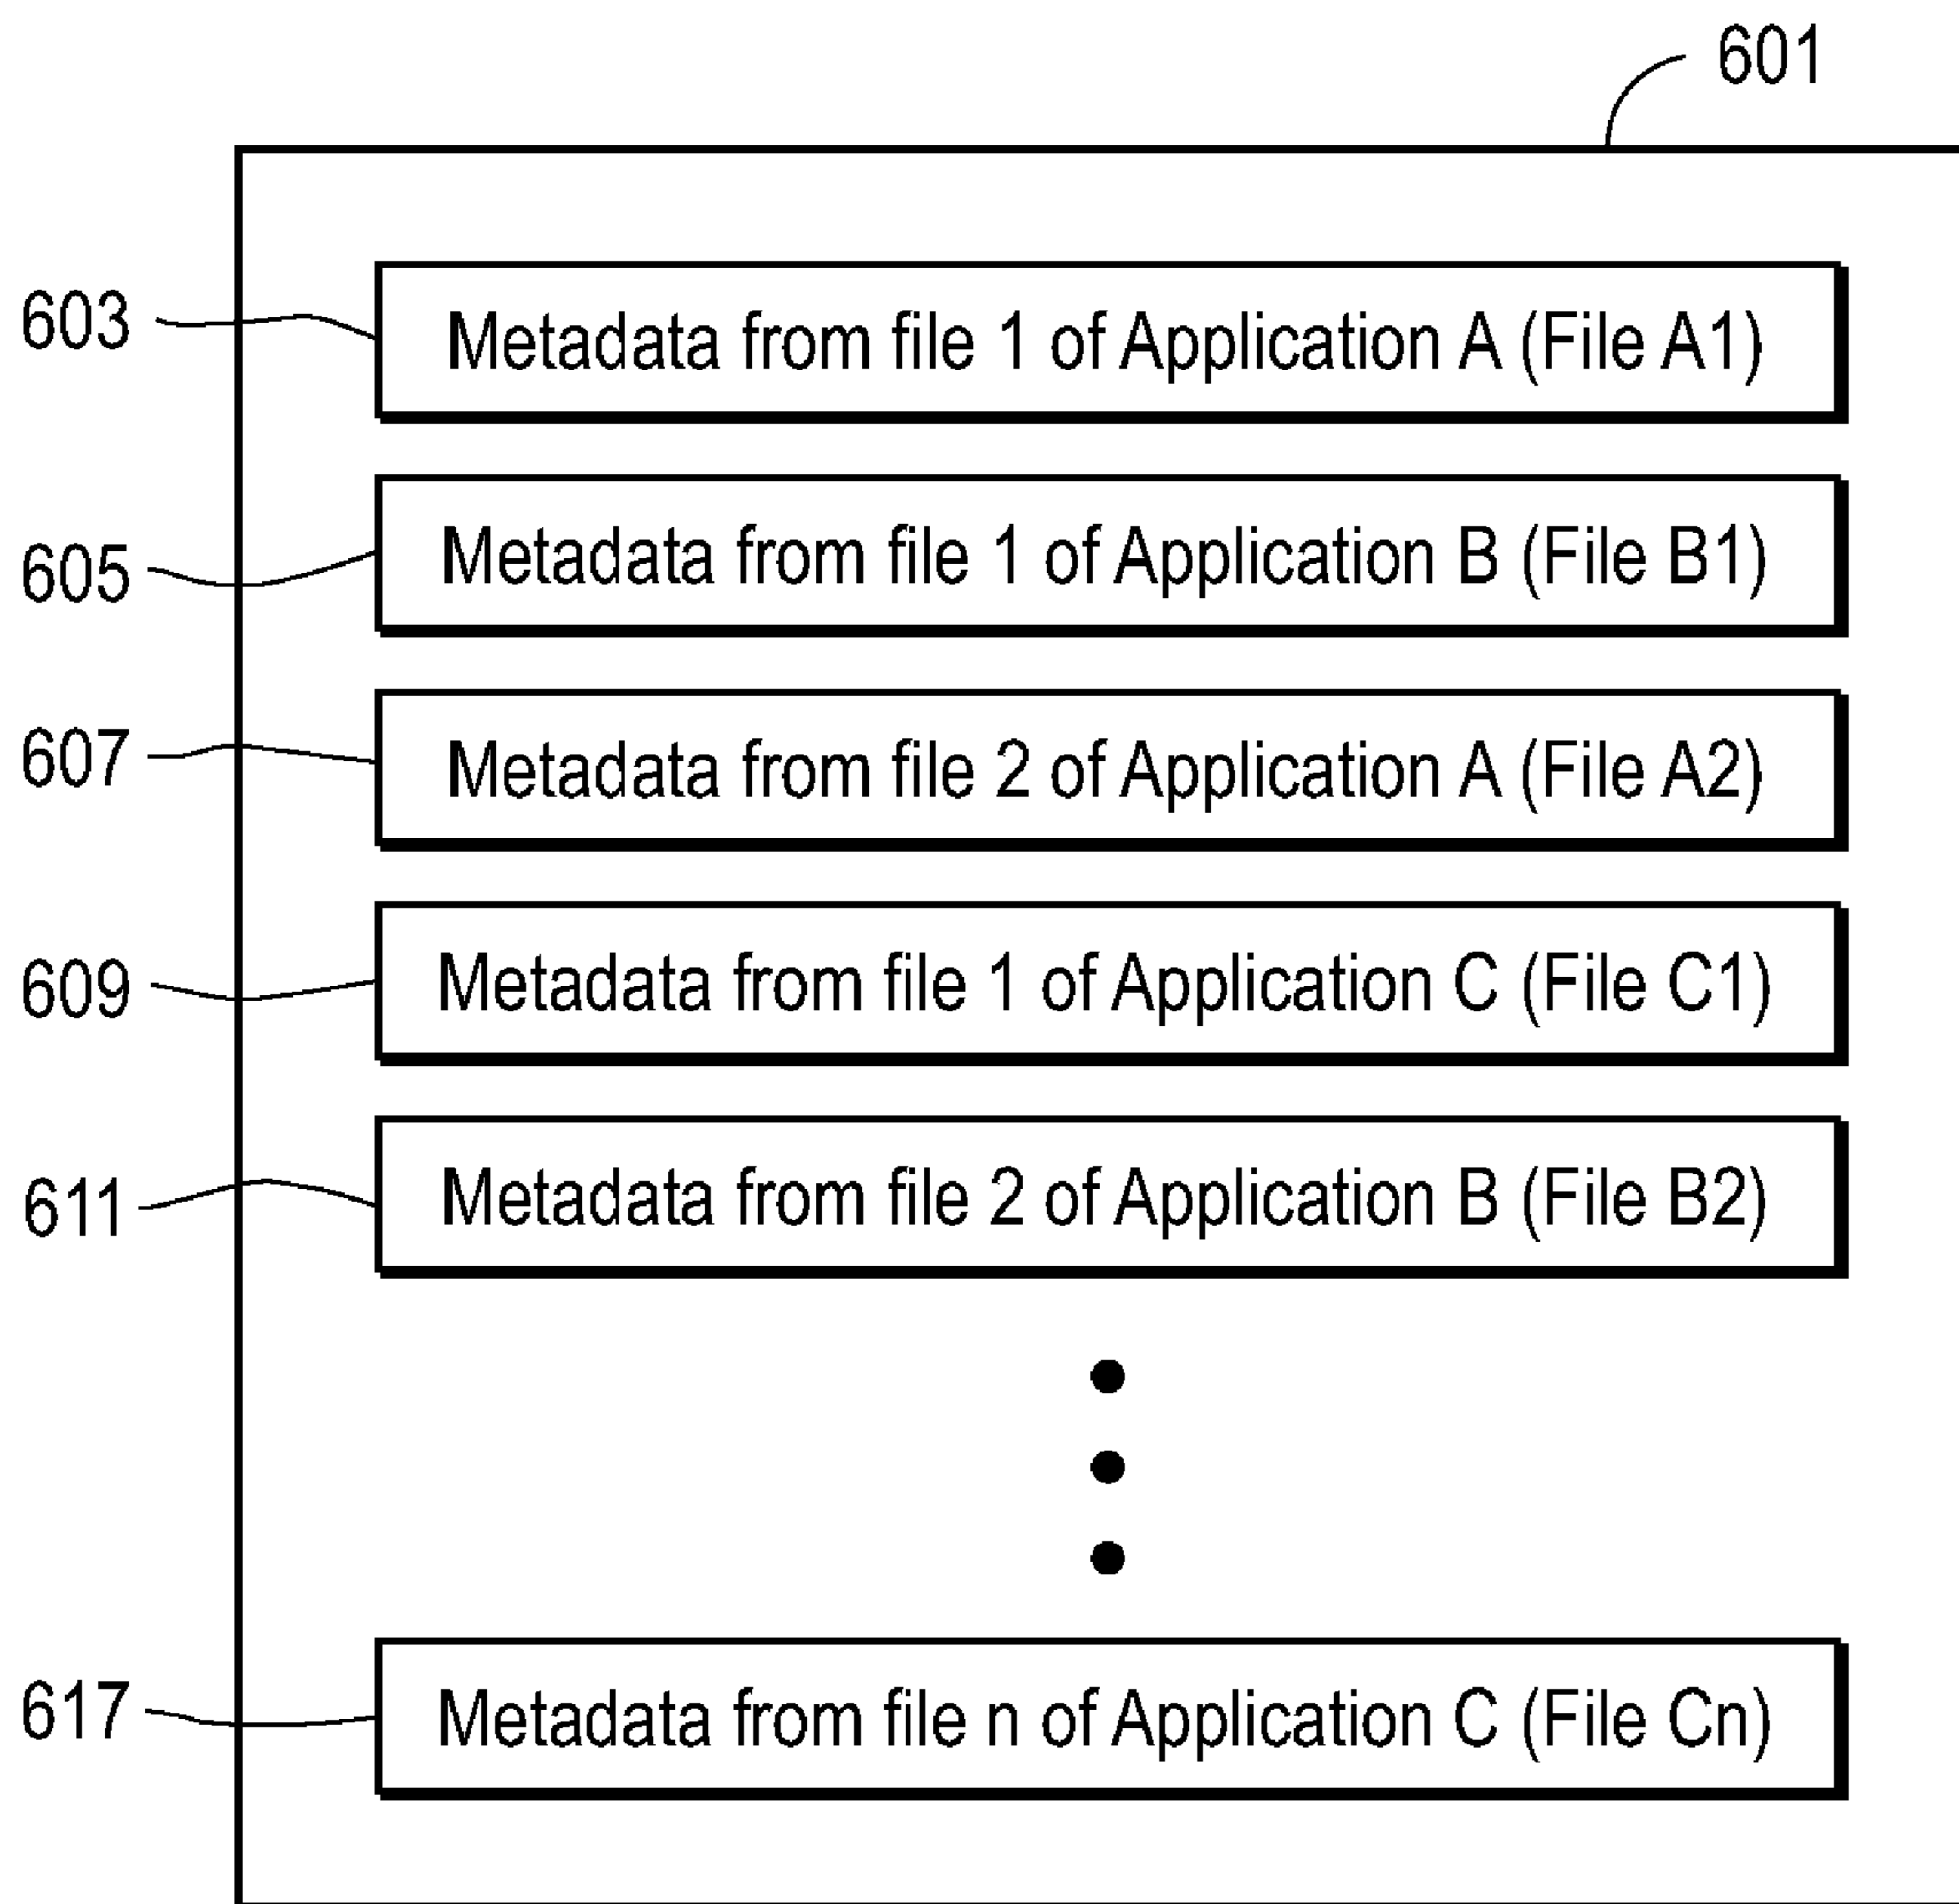 601
603
Metadata from file 1 of Application A (File A1)
605
Metadata from file 1 of Application B (File B1)
607
Metadata from file 2 of Application A (File A2)
609
Metadata from file 1 of Application C (File C1)
611
Metadata from file 2 of Application B (File B2)
617
Metadata from file n of Application C (File Cn)